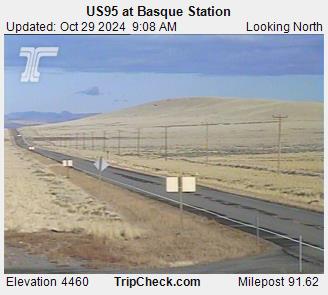 US95 at Basque Station
Updated: Oct 29 2024 9:08 AM Looking North
Elevation 4460 TripCheck.com Milepost 91.62